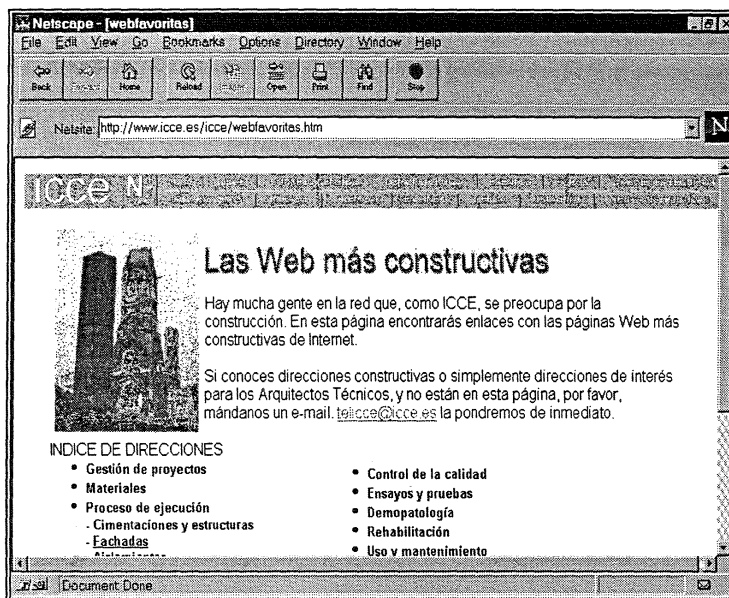 Netscape - [webfavoritas]
File Edit View Go Bookmarks Options Directory Window Help
Back Forward Home Reload Images Open Print Find Stop
Netsite: http://www.icce.es/icce/webfavoritas.htm
N
icce N
Las Web más constructivas
Hay mucha gente en la red que, como ICCE, se preocupa por la
construcción. En esta página encontrarás enlaces con las páginas Web más
constructivas de Internet.
Si conoces direcciones constructivas o simplemente direcciones de interés
para los Arquitectos Técnicos, y no están en esta página, por favor,
mándanos un e-mail. telicce@icce.es la pondremos de inmediato.
INDICE DE DIRECCIONES
• Gestión de proyectos
• Materiales
• Proceso de ejecución
- Cimentaciones y estructuras
- Fachadas
- Aislamientos
• Control de la calidad
• Ensayos y pruebas
• Demopatología
• Rehabilitación
• Uso y mantenimiento
Document Done